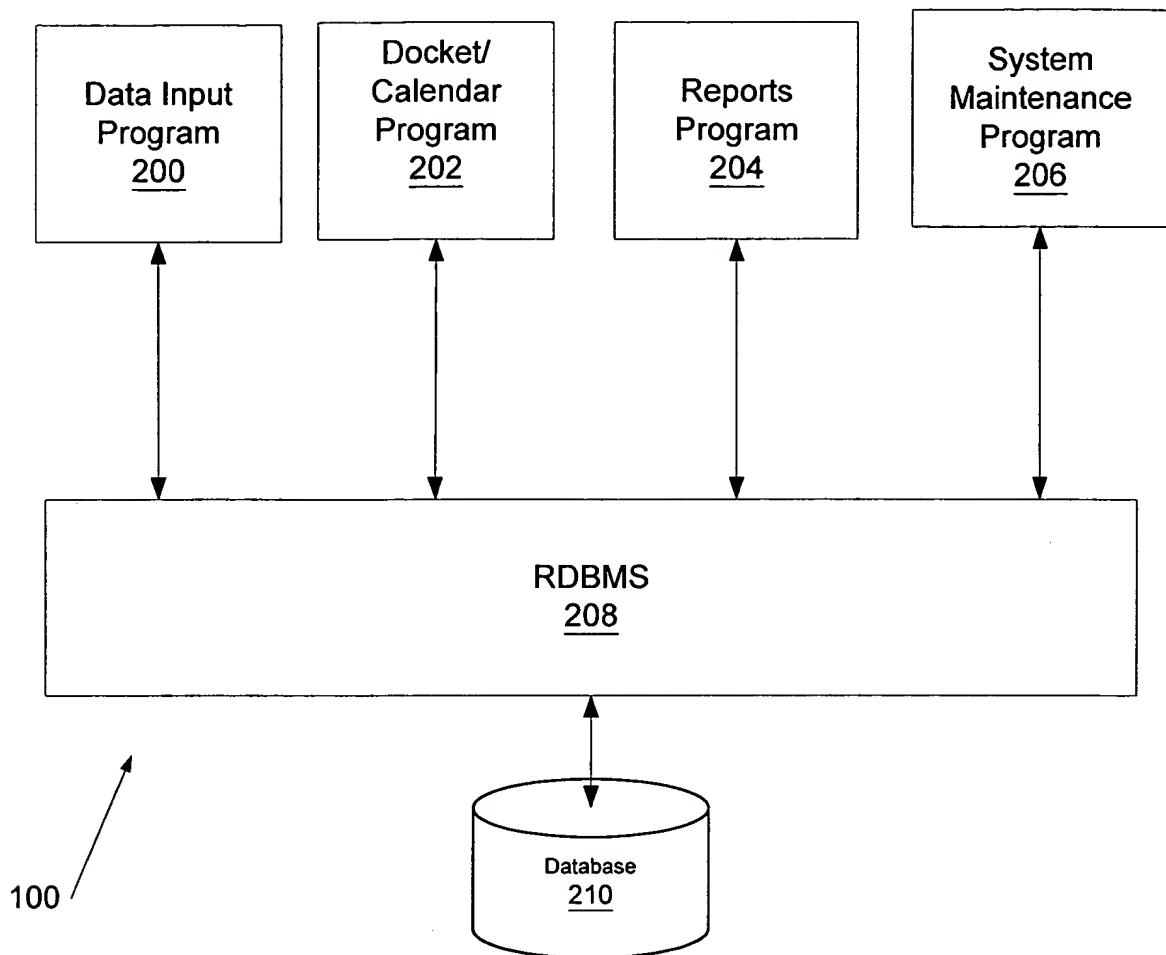 Data Input
Program
200
Docket/
Calendar
Program
202
Reports
Program
204
System
Maintenance
Program
206
RDBMS
208
Database
210
100